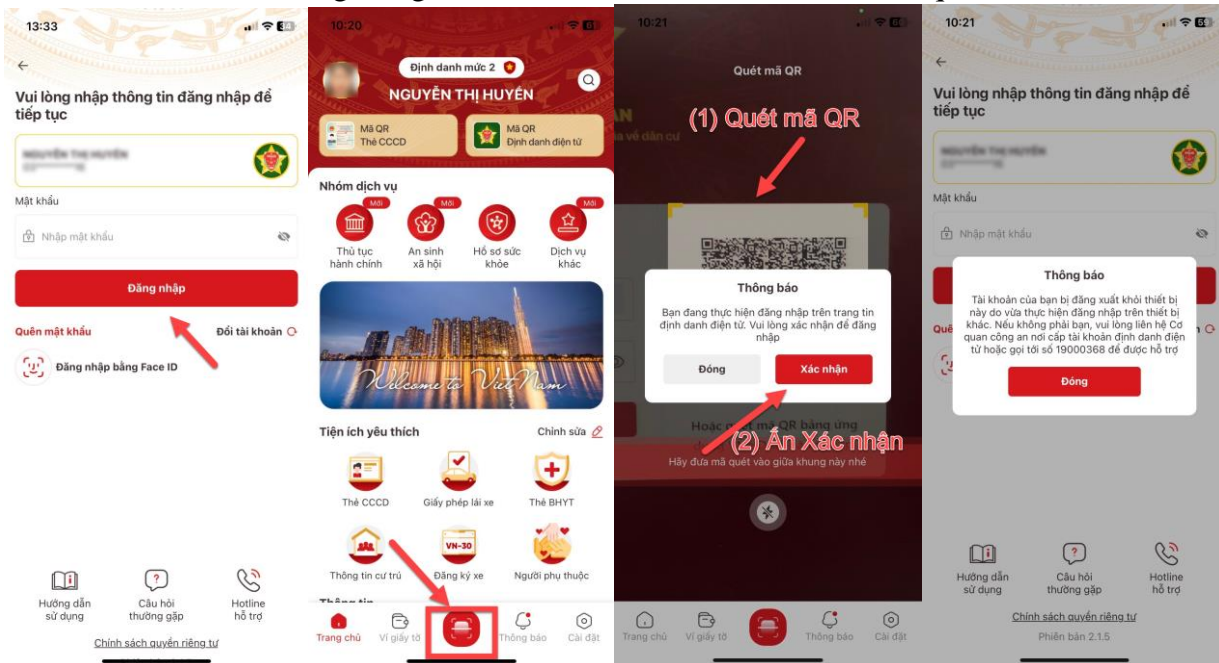 13:33
Vui lòng nhập thông tin đăng nhập để
tiếp tục
Mật khẩu
Nhập mật khẩu
Đăng nhập
Quên mật khẩu
Đổi tài khoản
Đăng nhập bằng Face ID
Hướng dẫn
sử dụng
Câu hỏi
thường gặp
Hotline
hỗ trợ
Chính sách quyền riêng tư
10:20
Định danh mức 2
NGUYỄN THỊ HUYỀN
Mã QR
Thẻ CCCD
Mã QR
Định danh điện tử
Nhóm dịch vụ
Mới
Mới
Mới
Thủ tục
hành chính
An sinh
xã hội
Hồ sơ sức
khỏe
Dịch vụ
khác
Welcome to Viet Nam
Tiện ích yêu thích
Chỉnh sửa
Thẻ CCCD
Giấy phép lái xe
Thẻ BHYT
VN-30
Thông tin cư trú
Đăng ký xe
Người phụ thuộc
Thông tin
Trang chủ
Ví giấy tờ
Thông báo
Cài đặt
10:21
Quét mã QR
(1) Quét mã QR
ia về dân cư
Thông báo
Bạn đang thực hiện đăng nhập trên trang tin
định danh điện tử. Vui lòng xác nhận để đăng
nhập
Đóng
Xác nhận
Hoặc quét mã QR bằng ứng
(2) Ấn Xác nhận
Hãy đưa mã quét vào giữa khung này nhé
Trang chủ
Ví giấy tờ
Thông báo
Cài đặt
10:21
Vui lòng nhập thông tin đăng nhập để
tiếp tục
Mật khẩu
Nhập mật khẩu
Thông báo
Tài khoản của bạn bị đăng xuất khỏi thiết bị
này do vừa thực hiện đăng nhập trên thiết bị
khác. Nếu không phải bạn, vui lòng liên hệ Cơ
quan công an nơi cấp tài khoản định danh điện
tử hoặc gọi tới số 19000368 để được hỗ trợ
Đóng
Hướng dẫn
sử dụng
Câu hỏi
thường gặp
Hotline
hỗ trợ
Chính sách quyền riêng tư
Phiên bản 2.1.5